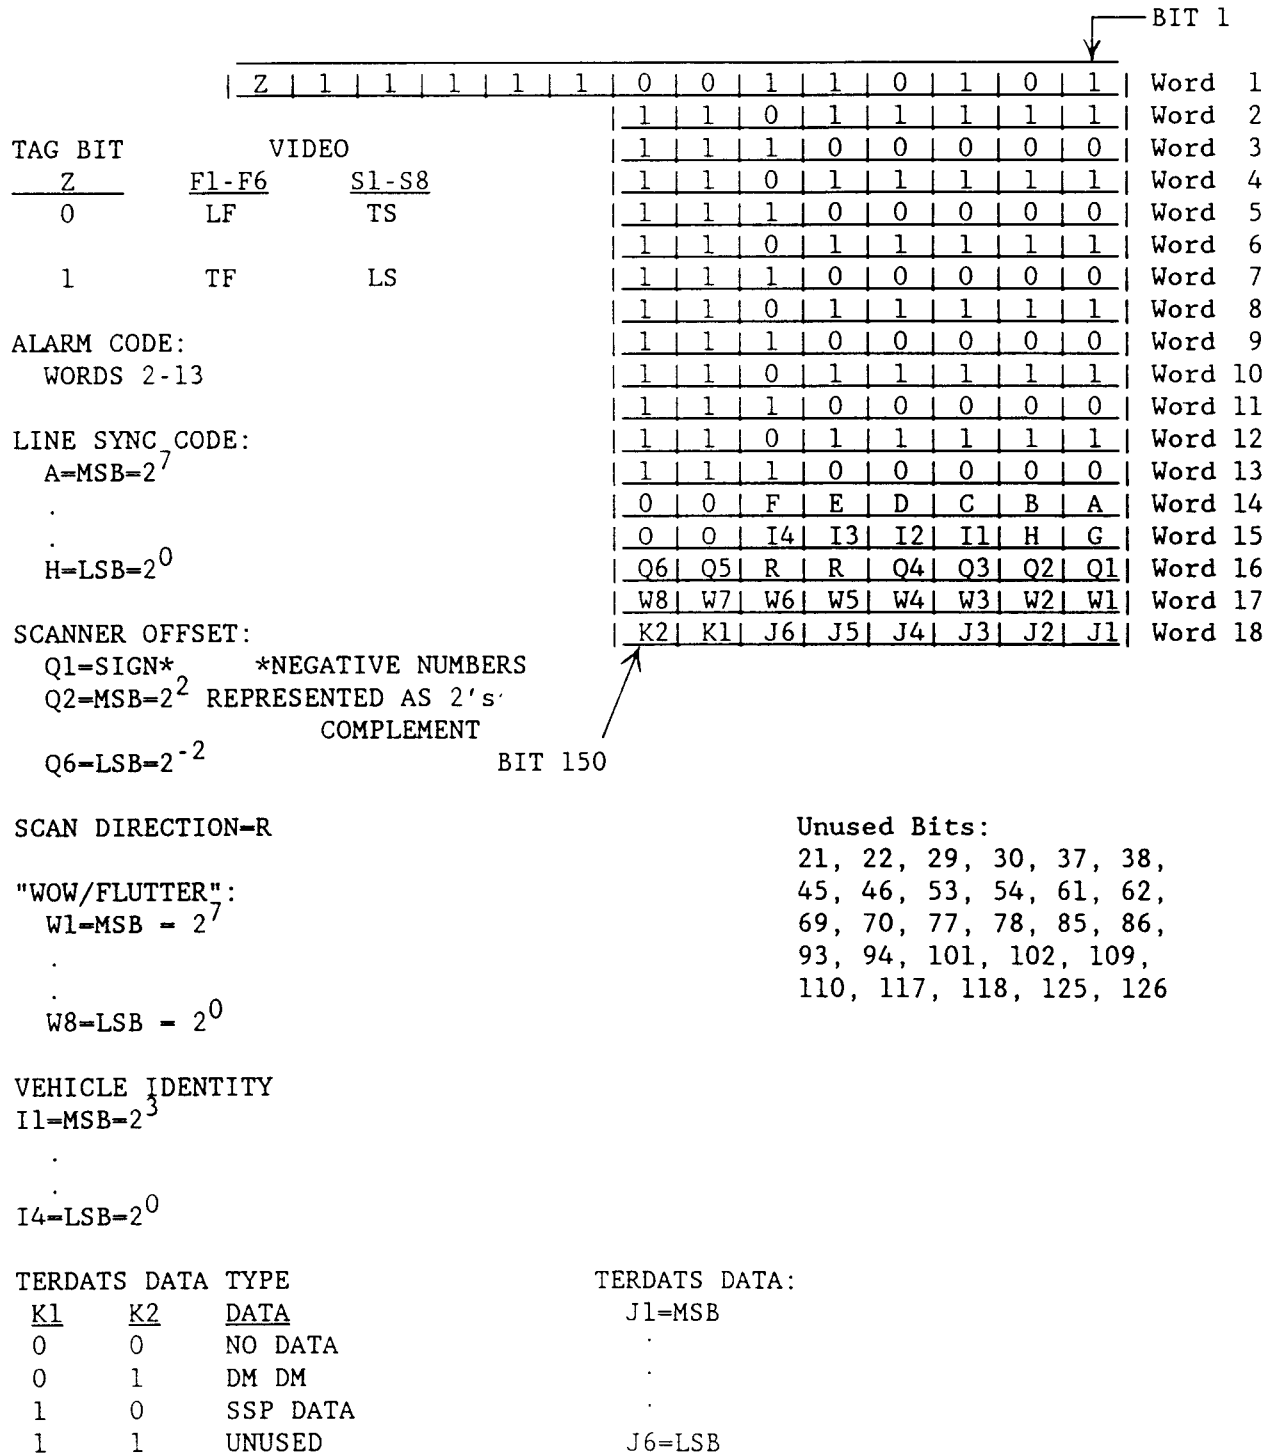 BIT 1
| Z | 1 | 1 | 1 | 1 | 1 | 0 | 0 | 1 | 1 | 0 | 1 | 0 | 1 | Word 1
| 1 | 1 | 0 | 1 | 1 | 1 | 1 | 1 | Word 2
TAG BIT VIDEO | 1 | 1 | 1 | 0 | 0 | 0 | 0 | 0 | Word 3
Z F1-F6 S1-S8 | 1 | 1 | 0 | 1 | 1 | 1 | 1 | 1 | Word 4
0 LF TS | 1 | 1 | 1 | 0 | 0 | 0 | 0 | 0 | Word 5
| 1 | 1 | 0 | 1 | 1 | 1 | 1 | 1 | Word 6
1 TF LS | 1 | 1 | 1 | 0 | 0 | 0 | 0 | 0 | Word 7
| 1 | 1 | 0 | 1 | 1 | 1 | 1 | 1 | Word 8
ALARM CODE: | 1 | 1 | 1 | 0 | 0 | 0 | 0 | 0 | Word 9
WORDS 2-13 | 1 | 1 | 0 | 1 | 1 | 1 | 1 | 1 | Word 10
| 1 | 1 | 1 | 0 | 0 | 0 | 0 | 0 | Word 11
LINE SYNC CODE: | 1 | 1 | 0 | 1 | 1 | 1 | 1 | 1 | Word 12
A=MSB=2^7 | 1 | 1 | 1 | 0 | 0 | 0 | 0 | 0 | Word 13
. | 0 | 0 | F | E | D | C | B | A | Word 14
. | 0 | 0 | I4 | I3 | I2 | I1 | H | G | Word 15
H=LSB=2^0 | Q6 | Q5 | R | R | Q4 | Q3 | Q2 | Q1 | Word 16
| W8 | W7 | W6 | W5 | W4 | W3 | W2 | W1 | Word 17
SCANNER OFFSET: | K2 | K1 | J6 | J5 | J4 | J3 | J2 | J1 | Word 18
Q1=SIGN* *NEGATIVE NUMBERS
Q2=MSB=2^2 REPRESENTED AS 2's
COMPLEMENT
Q6=LSB=2^-2 BIT 150
SCAN DIRECTION=R Unused Bits:
21, 22, 29, 30, 37, 38,
"WOW/FLUTTER": 45, 46, 53, 54, 61, 62,
W1=MSB = 2^7 69, 70, 77, 78, 85, 86,
. 93, 94, 101, 102, 109,
. 110, 117, 118, 125, 126
W8=LSB = 2^0
VEHICLE IDENTITY
I1=MSB=2^3
.
.
I4=LSB=2^0
TERDATS DATA TYPE TERDATS DATA:
K1 K2 DATA J1=MSB
0 0 NO DATA .
0 1 DM DM .
1 0 SSP DATA .
1 1 UNUSED J6=LSB